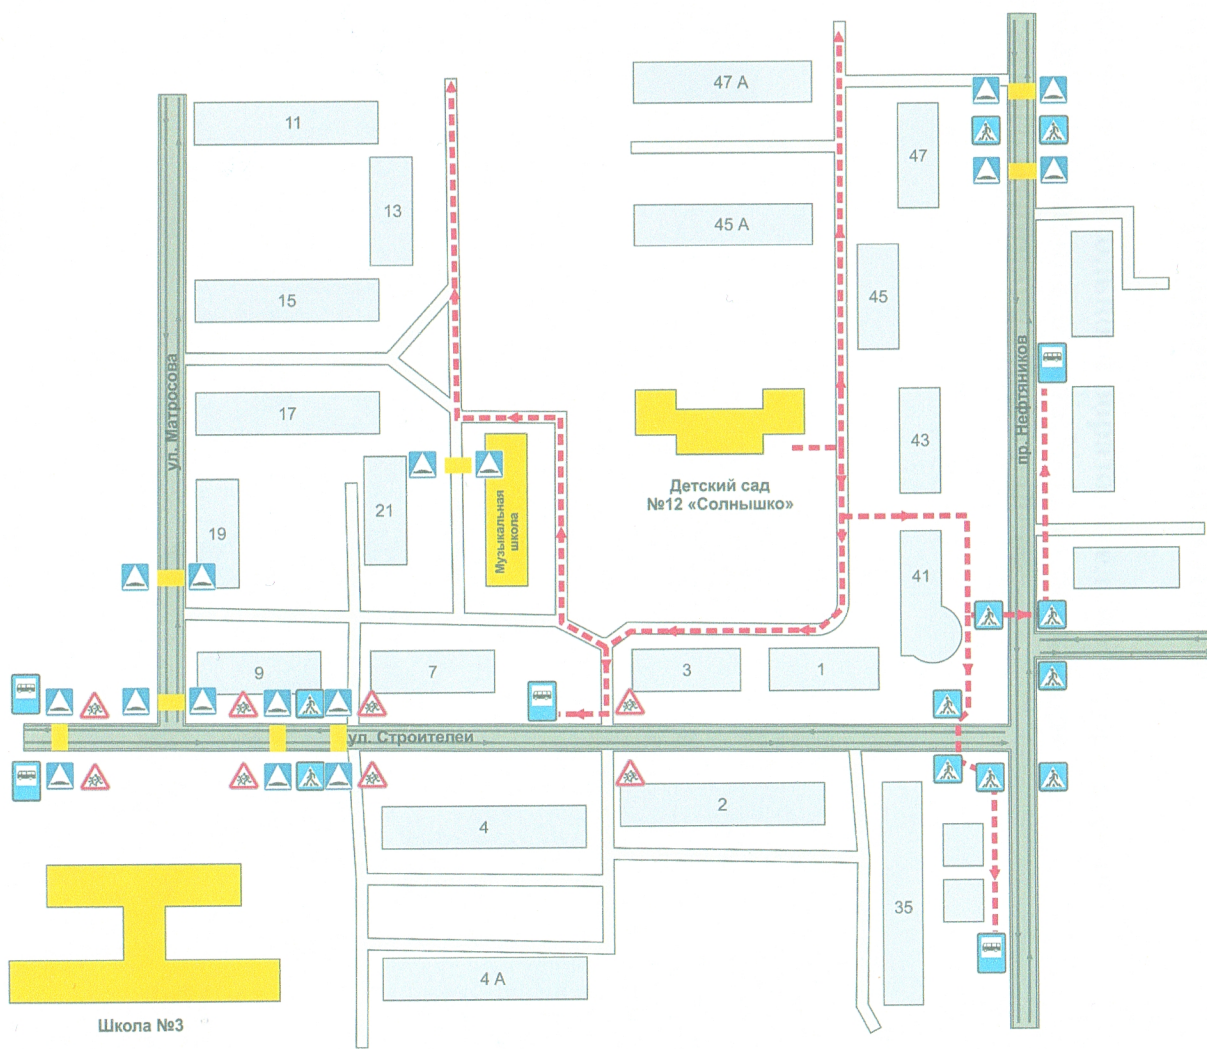 47 А
11
47
13
45 А
15
45
ул. Матросова
пр. Нефтяников
17
43
Детский сад
№12 «Солнышко»
21
19
Музыкальная
школа
41
9
7
3
1
ул. Строителей
2
4
35
4 А
Школа №3